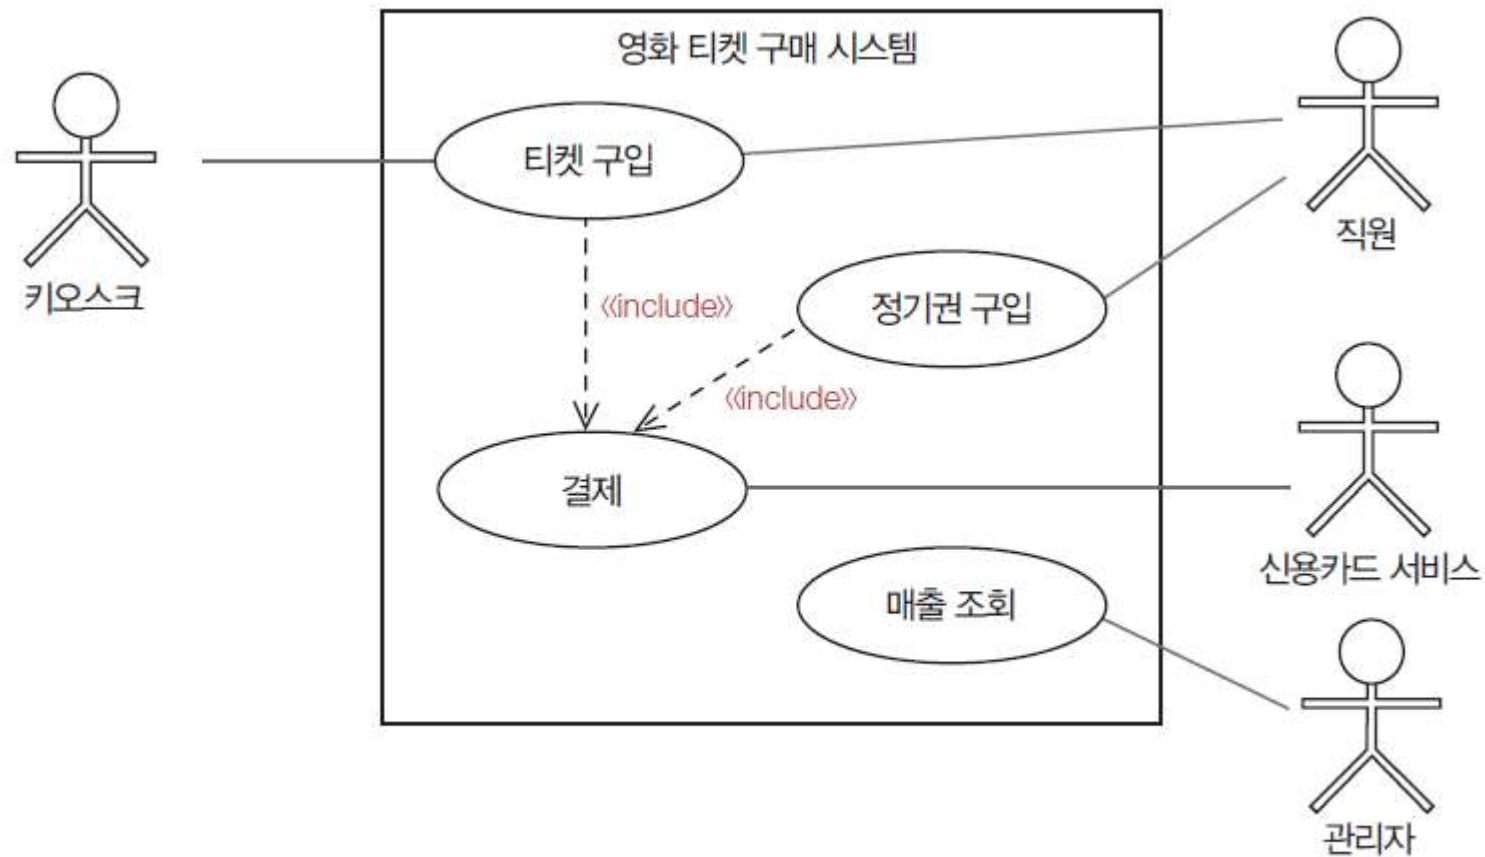 영화 티켓 구매 시스템
티켓 구입
직원
키오스크
《include》
정기권 구입
《include》
결제
신용카드 서비스
매출 조회
관리자